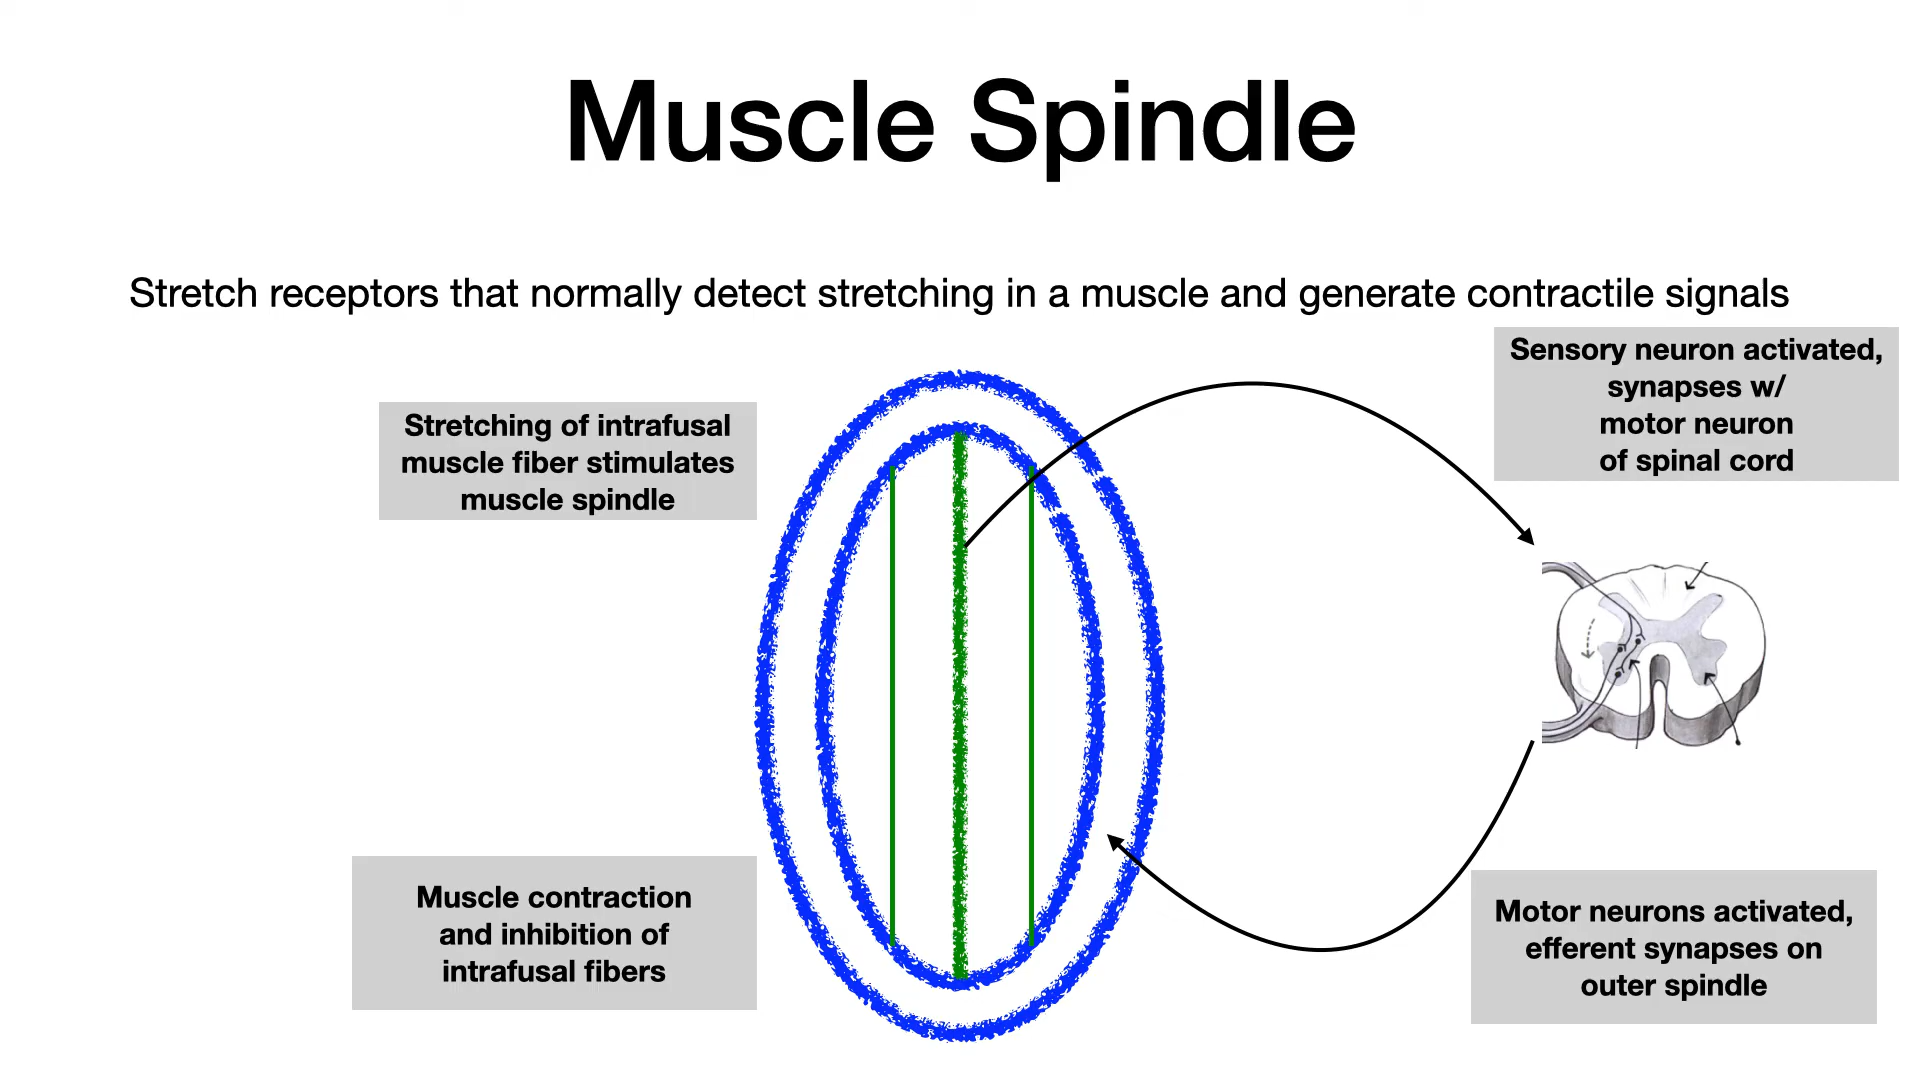 Muscle Spindle
Stretch receptors that normally detect stretching in a muscle and generate contractile signals
Stretching of intrafusal
muscle fiber stimulates
muscle spindle
Sensory neuron activated,
synapses w/
motor neuron
of spinal cord
Muscle contraction
and inhibition of
intrafusal fibers
Motor neurons activated,
efferent synapses on
outer spindle